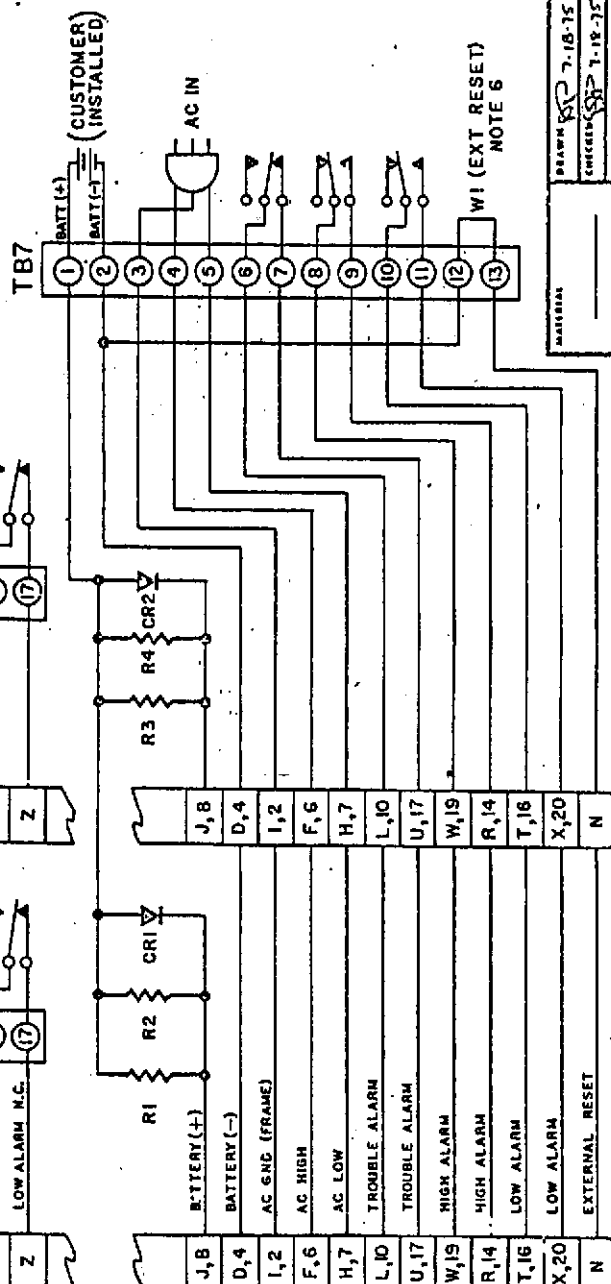 TB7
1
BATT(+)
2
BATT(-)
(CUSTOMER
INSTALLED)
3
4
5
AC IN
6
7
8
9
10
11
12
13
W1 (EXT RESET)
NOTE 6
MATERIAL
DRAWN 7-18-75
CHECKED 7-18-75
17
Z
CR2
R4
R3
J,8
D,4
1,2
F,6
H,7
L,10
U,17
W,19
R,14
T,16
X,20
N
17
LOW ALARM N.C.
Z
CR1
R2
R1
J,8
B TTERY (+)
D,4
BATTERY (-)
1,2
AC GND (FRAME)
F,6
AC HIGH
H,7
AC LOW
L,10
TROUBLE ALARM
U,17
TROUBLE ALARM
W,19
HIGH ALARM
R,14
HIGH ALARM
T,16
LOW ALARM
X,20
LOW ALARM
N
EXTERNAL RESET